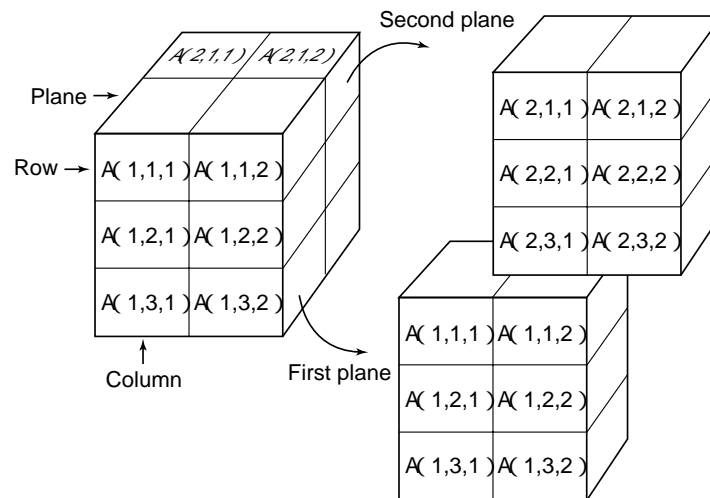 Second plane
A(2,1,1) A(2,1,2)
Plane
A( 2,1,1) A( 2,1,2)
Row
A( 1,1,1) A( 1,1,2)
A( 2,2,1) A( 2,2,2)
A( 1,2,1) A( 1,2,2)
A( 2,3,1) A( 2,3,2)
A( 1,3,1) A( 1,3,2)
Column
First plane
A( 1,1,1) A( 1,1,2)
A( 1,2,1) A( 1,2,2)
A( 1,3,1) A( 1,3,2)